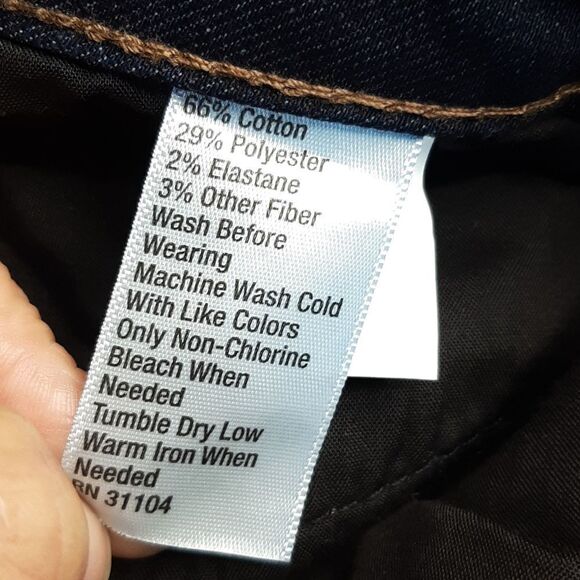 66% Cotton
29% Polyester
2% Elastane
3% Other Fiber
Wash Before
Wearing
Machine Wash Cold
With Like Colors
Only Non-Chlorine
Bleach When
Needed
Tumble Dry Low
Warm Iron When
Needed
RN 31104